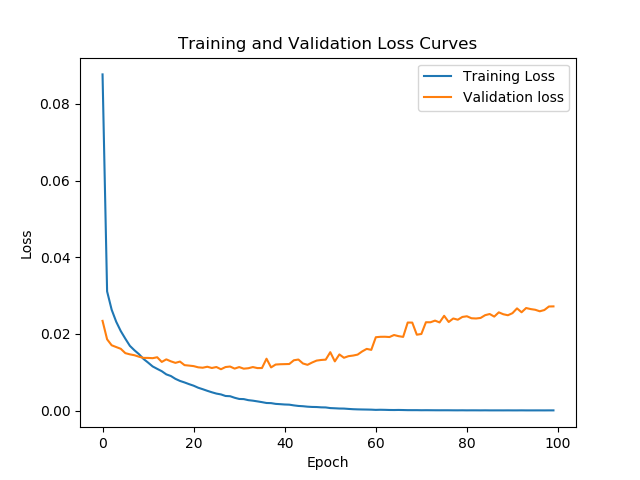 Training and Validation Loss Curves
Training Loss
Validation loss
0.08
0.06
0.04
0.02
0.00
Loss
0 20 40 60 80 100
Epoch